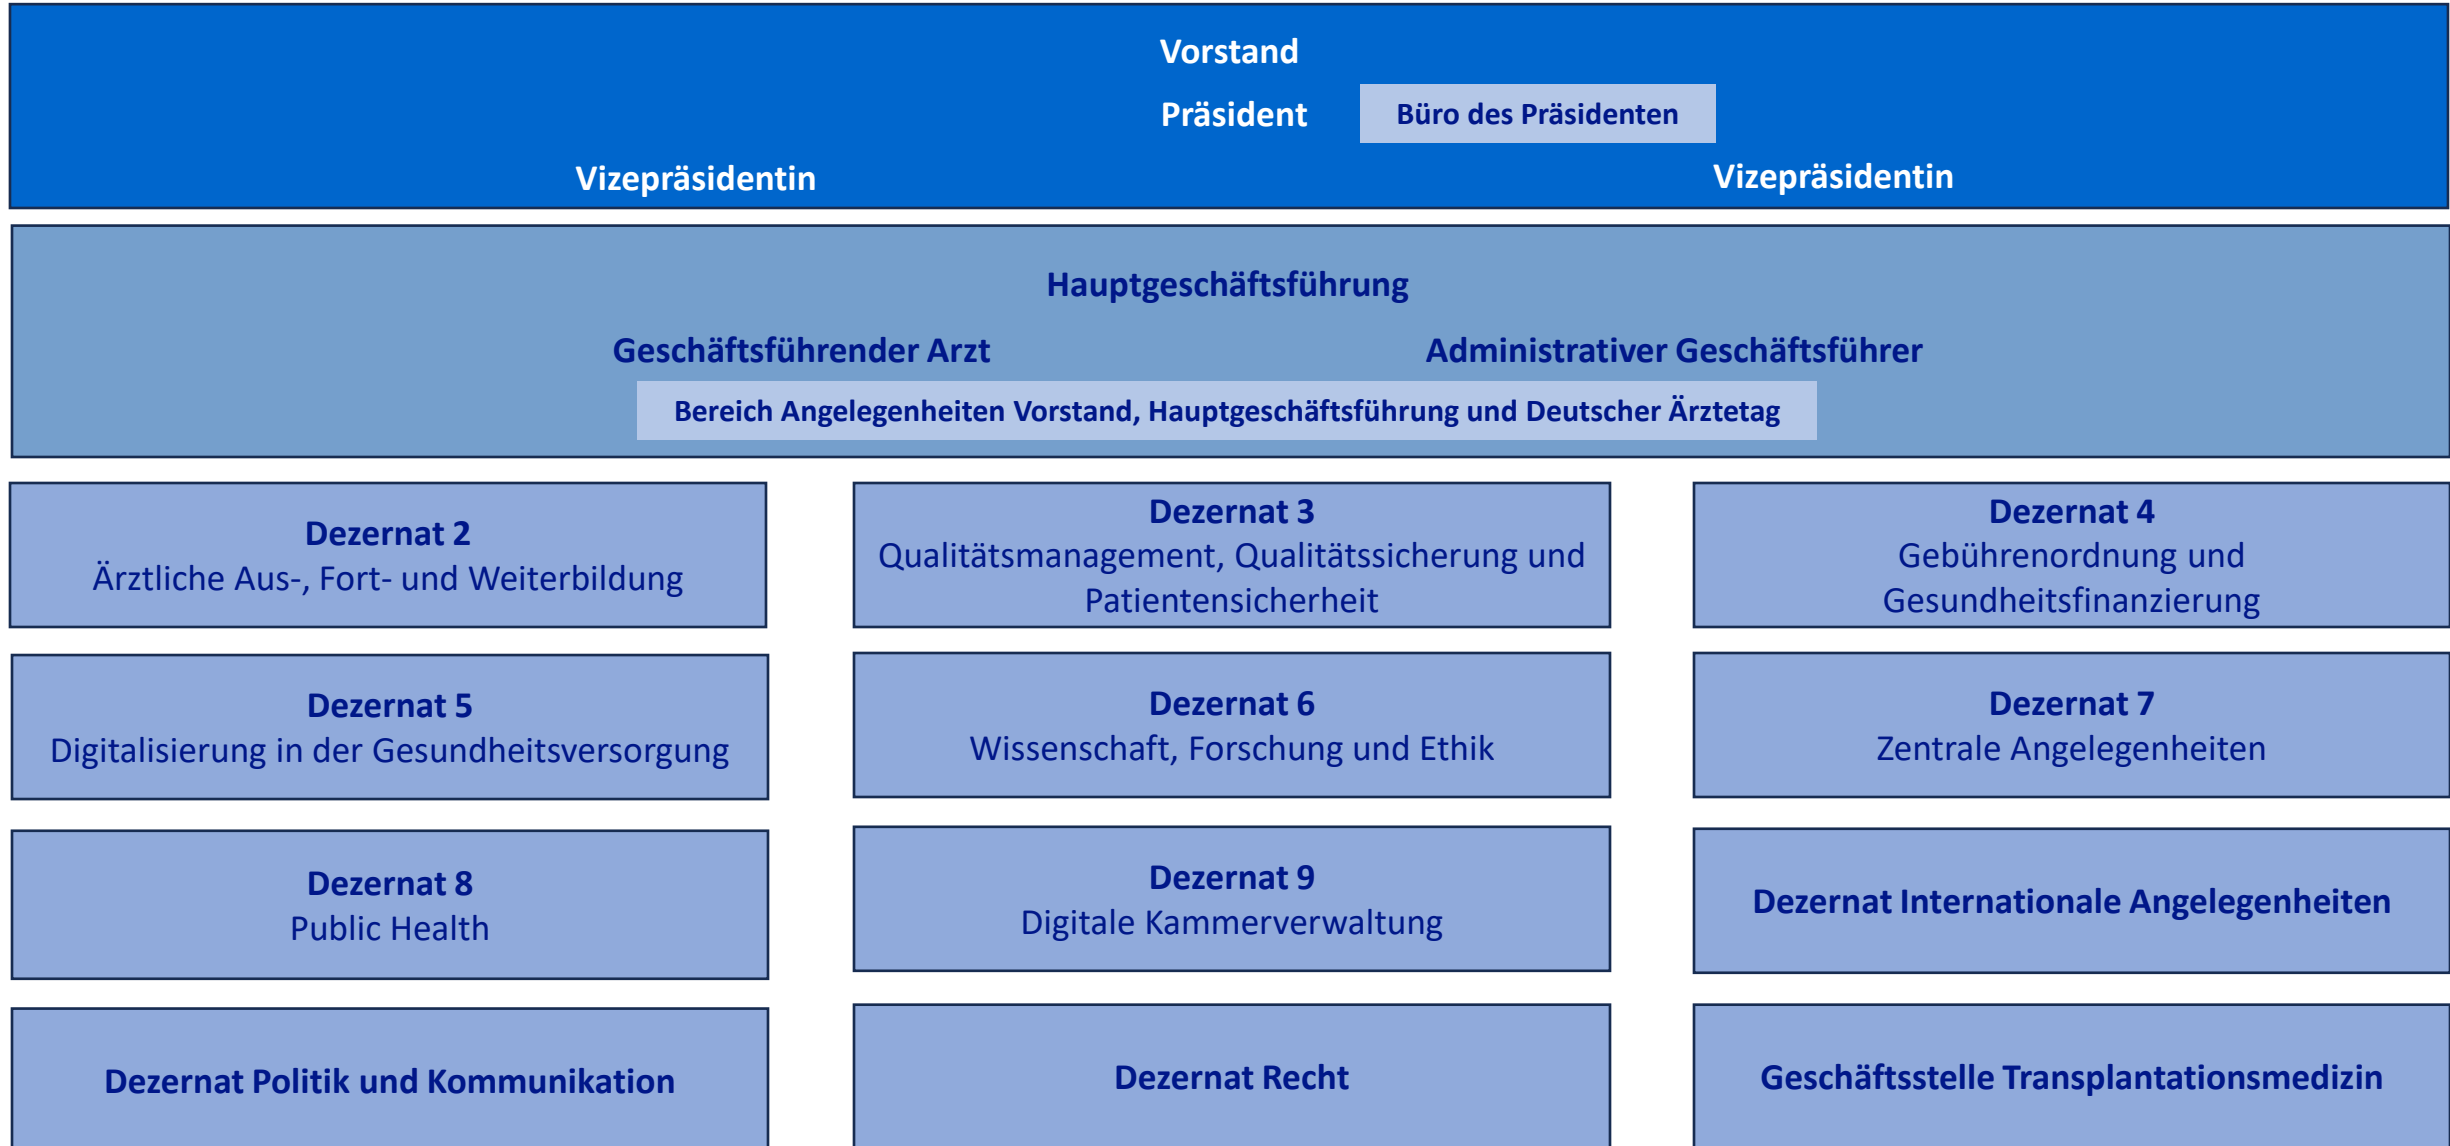 Vorstand
Präsident
Büro des Präsidenten
Vizepräsidentin
Vizepräsidentin
Hauptgeschäftsführung
Geschäftsführender Arzt
Administrativer Geschäftsführer
Bereich Angelegenheiten Vorstand, Hauptgeschäftsführung und Deutscher Ärztetag
Dezernat 2
Ärztliche Aus-, Fort- und Weiterbildung
Dezernat 3
Qualitätsmanagement, Qualitätssicherung und
Patientensicherheit
Dezernat 4
Gebührenordnung und
Gesundheitsfinanzierung
Dezernat 5
Digitalisierung in der Gesundheitsversorgung
Dezernat 6
Wissenschaft, Forschung und Ethik
Dezernat 7
Zentrale Angelegenheiten
Dezernat 8
Public Health
Dezernat 9
Digitale Kammerverwaltung
Dezernat Internationale Angelegenheiten
Dezernat Politik und Kommunikation
Dezernat Recht
Geschäftsstelle Transplantationsmedizin